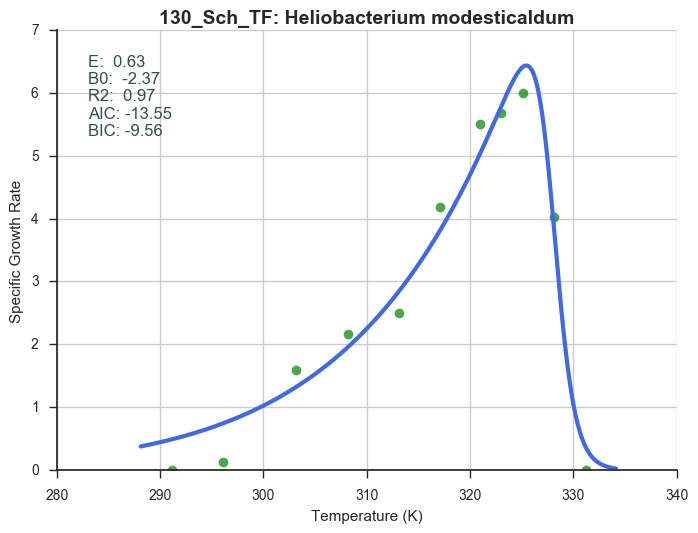 130_Sch_TF: Heliobacterium modesticaldum
7
6
5
4
3
2
1
0
E:  0.63
B0:  -2.37
R2:  0.97
AIC: -13.55
BIC: -9.56
Specific Growth Rate
280 290 300 310 320 330 340
Temperature (K)